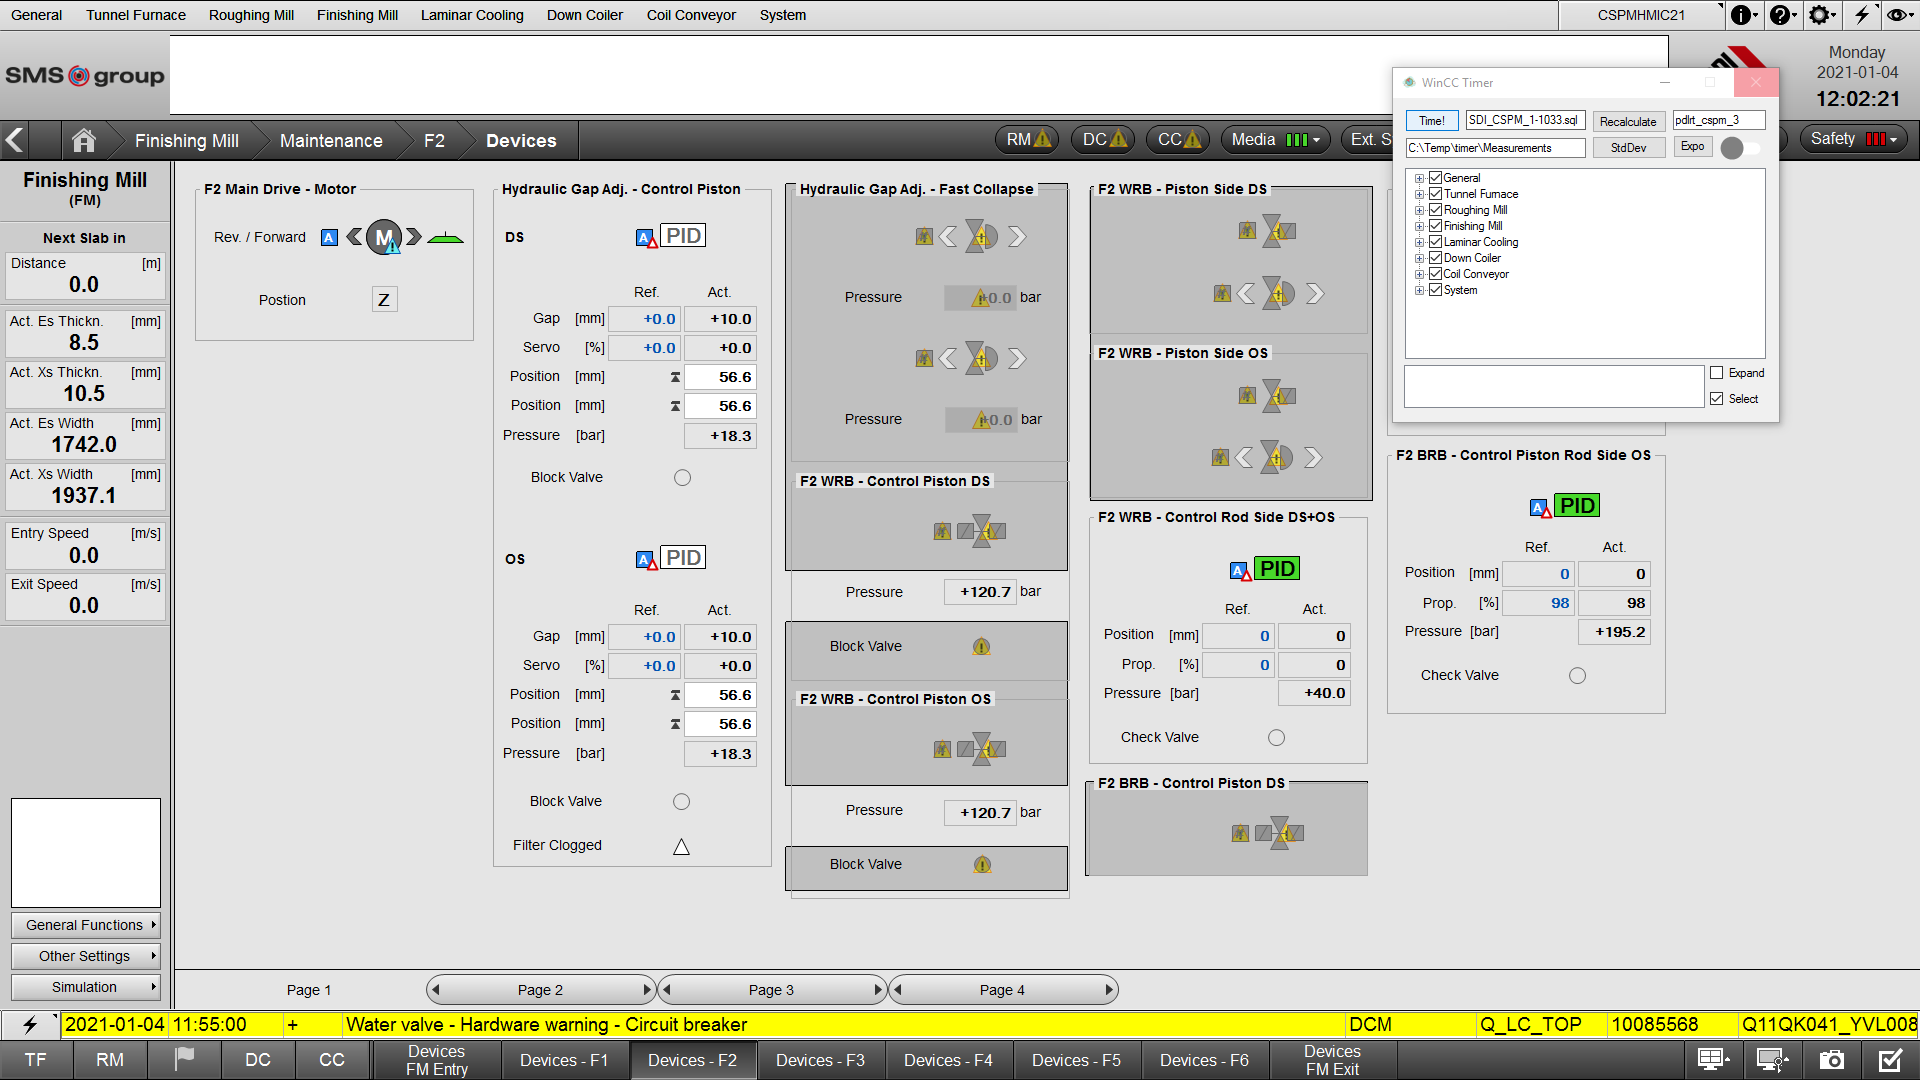 General Tunnel Furnace Roughing Mill Finishing Mill Laminar Cooling Down Coiler Coil Conveyor System CSPMHMIC21
SMS group
Monday
2021-01-04
12:02:21
Finishing Mill Maintenance F2 Devices RM DC CC Media Ext. S Safety
WinCC Timer
Time! SDI_CSPM_1-1033.sql Recalculate pdlrt_cspm_3
C:\Temp\timer\Measurements StdDev Expo
General
Tunnel Furnace
Roughing Mill
Finishing Mill
Laminar Cooling
Down Coiler
Coil Conveyor
System
Expand
Select
Finishing Mill
(FM)
Next Slab in
Distance [m]
0.0
Act. Es Thickn. [mm]
8.5
Act. Xs Thickn. [mm]
10.5
Act. Es Width [mm]
1742.0
Act. Xs Width [mm]
1937.1
Entry Speed [m/s]
0.0
Exit Speed [m/s]
0.0
General Functions
Other Settings
Simulation
F2 Main Drive - Motor
Rev. / Forward A M
Postion Z
Hydraulic Gap Adj. - Control Piston
DS A PID
Ref. Act.
Gap [mm] +0.0 +10.0
Servo [%] +0.0 +0.0
Position [mm] 56.6
Position [mm] 56.6
Pressure [bar] +18.3
Block Valve
OS A PID
Ref. Act.
Gap [mm] +0.0 +10.0
Servo [%] +0.0 +0.0
Position [mm] 56.6
Position [mm] 56.6
Pressure [bar] +18.3
Block Valve
Filter Clogged
Hydraulic Gap Adj. - Fast Collapse
Pressure +0.0 bar
Pressure +0.0 bar
F2 WRB - Control Piston DS
Pressure +120.7 bar
Block Valve
F2 WRB - Control Piston OS
Pressure +120.7 bar
Block Valve
F2 WRB - Piston Side DS
F2 WRB - Piston Side OS
F2 WRB - Control Rod Side DS+OS
A PID
Ref. Act.
Position [mm] 0 0
Prop. [%] 0 0
Pressure [bar] +40.0
Check Valve
F2 BRB - Control Piston DS
F2 BRB - Control Piston Rod Side OS
A PID
Ref. Act.
Position [mm] 0 0
Prop. [%] 98 98
Pressure [bar] +195.2
Check Valve
Page 1 Page 2 Page 3 Page 4
2021-01-04 11:55:00 + Water valve - Hardware warning - Circuit breaker DCM Q_LC_TOP 10085568 Q11QK041_YVL008
TF RM DC CC Devices FM Entry Devices - F1 Devices - F2 Devices - F3 Devices - F4 Devices - F5 Devices - F6 Devices FM Exit